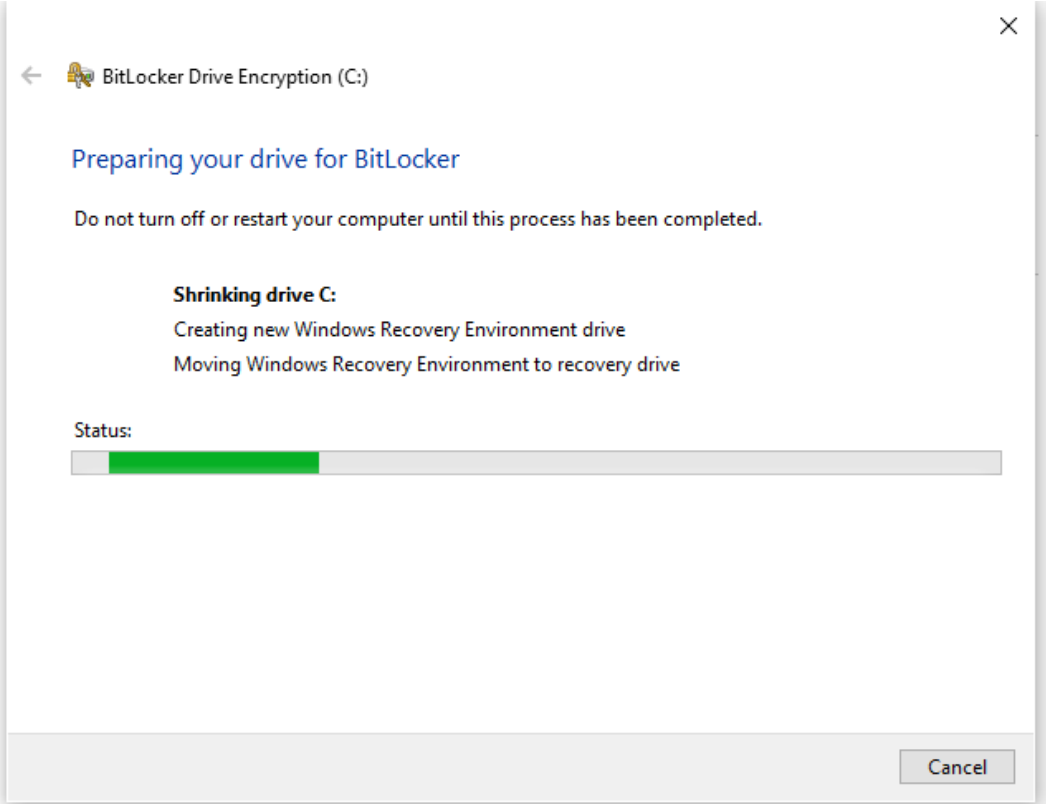 BitLocker Drive Encryption (C:)
Preparing your drive for BitLocker
Do not turn off or restart your computer until this process has been completed.
Shrinking drive C:
Creating new Windows Recovery Environment drive
Moving Windows Recovery Environment to recovery drive
Status:
Cancel